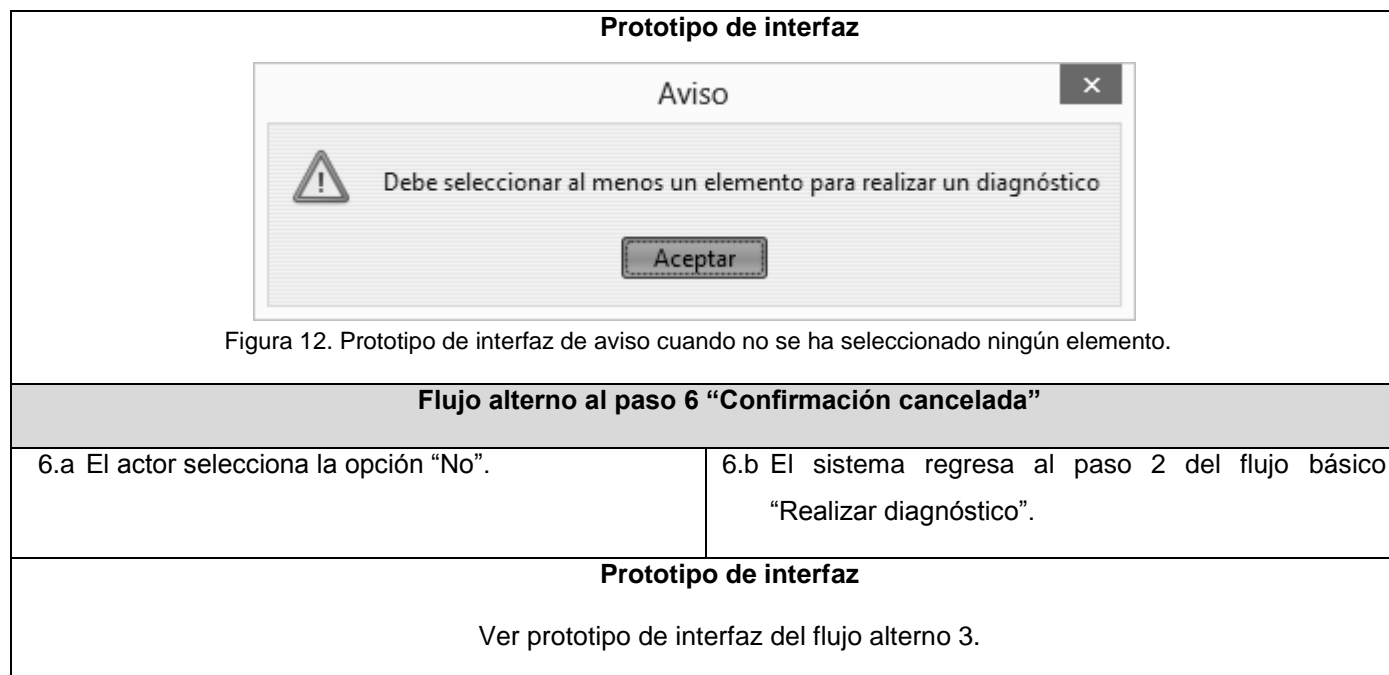 Prototipo de interfaz
Aviso
×
Debe seleccionar al menos un elemento para realizar un diagnóstico
Aceptar
Figura 12. Prototipo de interfaz de aviso cuando no se ha seleccionado ningún elemento.
Flujo alterno al paso 6 “Confirmación cancelada”
6.a El actor selecciona la opción “No”.
6.b El sistema regresa al paso 2 del flujo básico
“Realizar diagnóstico”.
Prototipo de interfaz
Ver prototipo de interfaz del flujo alterno 3.